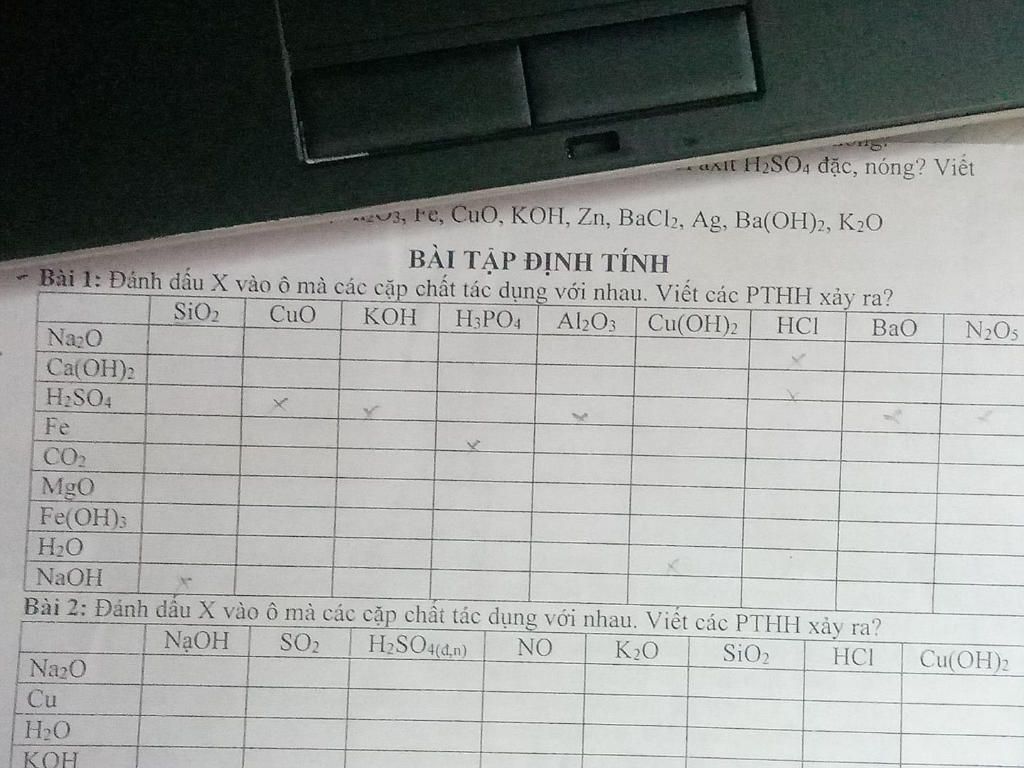 axit H₂SO₄ đặc, nóng? Viết
Fe, CuO, KOH, Zn, BaCl₂, Ag, Ba(OH)₂, K₂O
BÀI TẬP ĐỊNH TÍNH
Bài 1: Đánh dấu X vào ô mà các cặp chất tác dụng với nhau. Viết các PTHH xảy ra?
SiO₂ CuO KOH H₃PO₄ Al₂O₃ Cu(OH)₂ HCl BaO N₂O₅
Na₂O x
Ca(OH)₂ x
H₂SO₄ x x x x x
Fe x
CO₂
MgO
Fe(OH)₃
H₂O x
NaOH x
Bài 2: Đánh dấu X vào ô mà các cặp chất tác dụng với nhau. Viết các PTHH xảy ra?
NaOH SO₂ H₂SO₄(đ,n) NO K₂O SiO₂ HCl Cu(OH)₂
Na₂O
Cu
H₂O
KOH